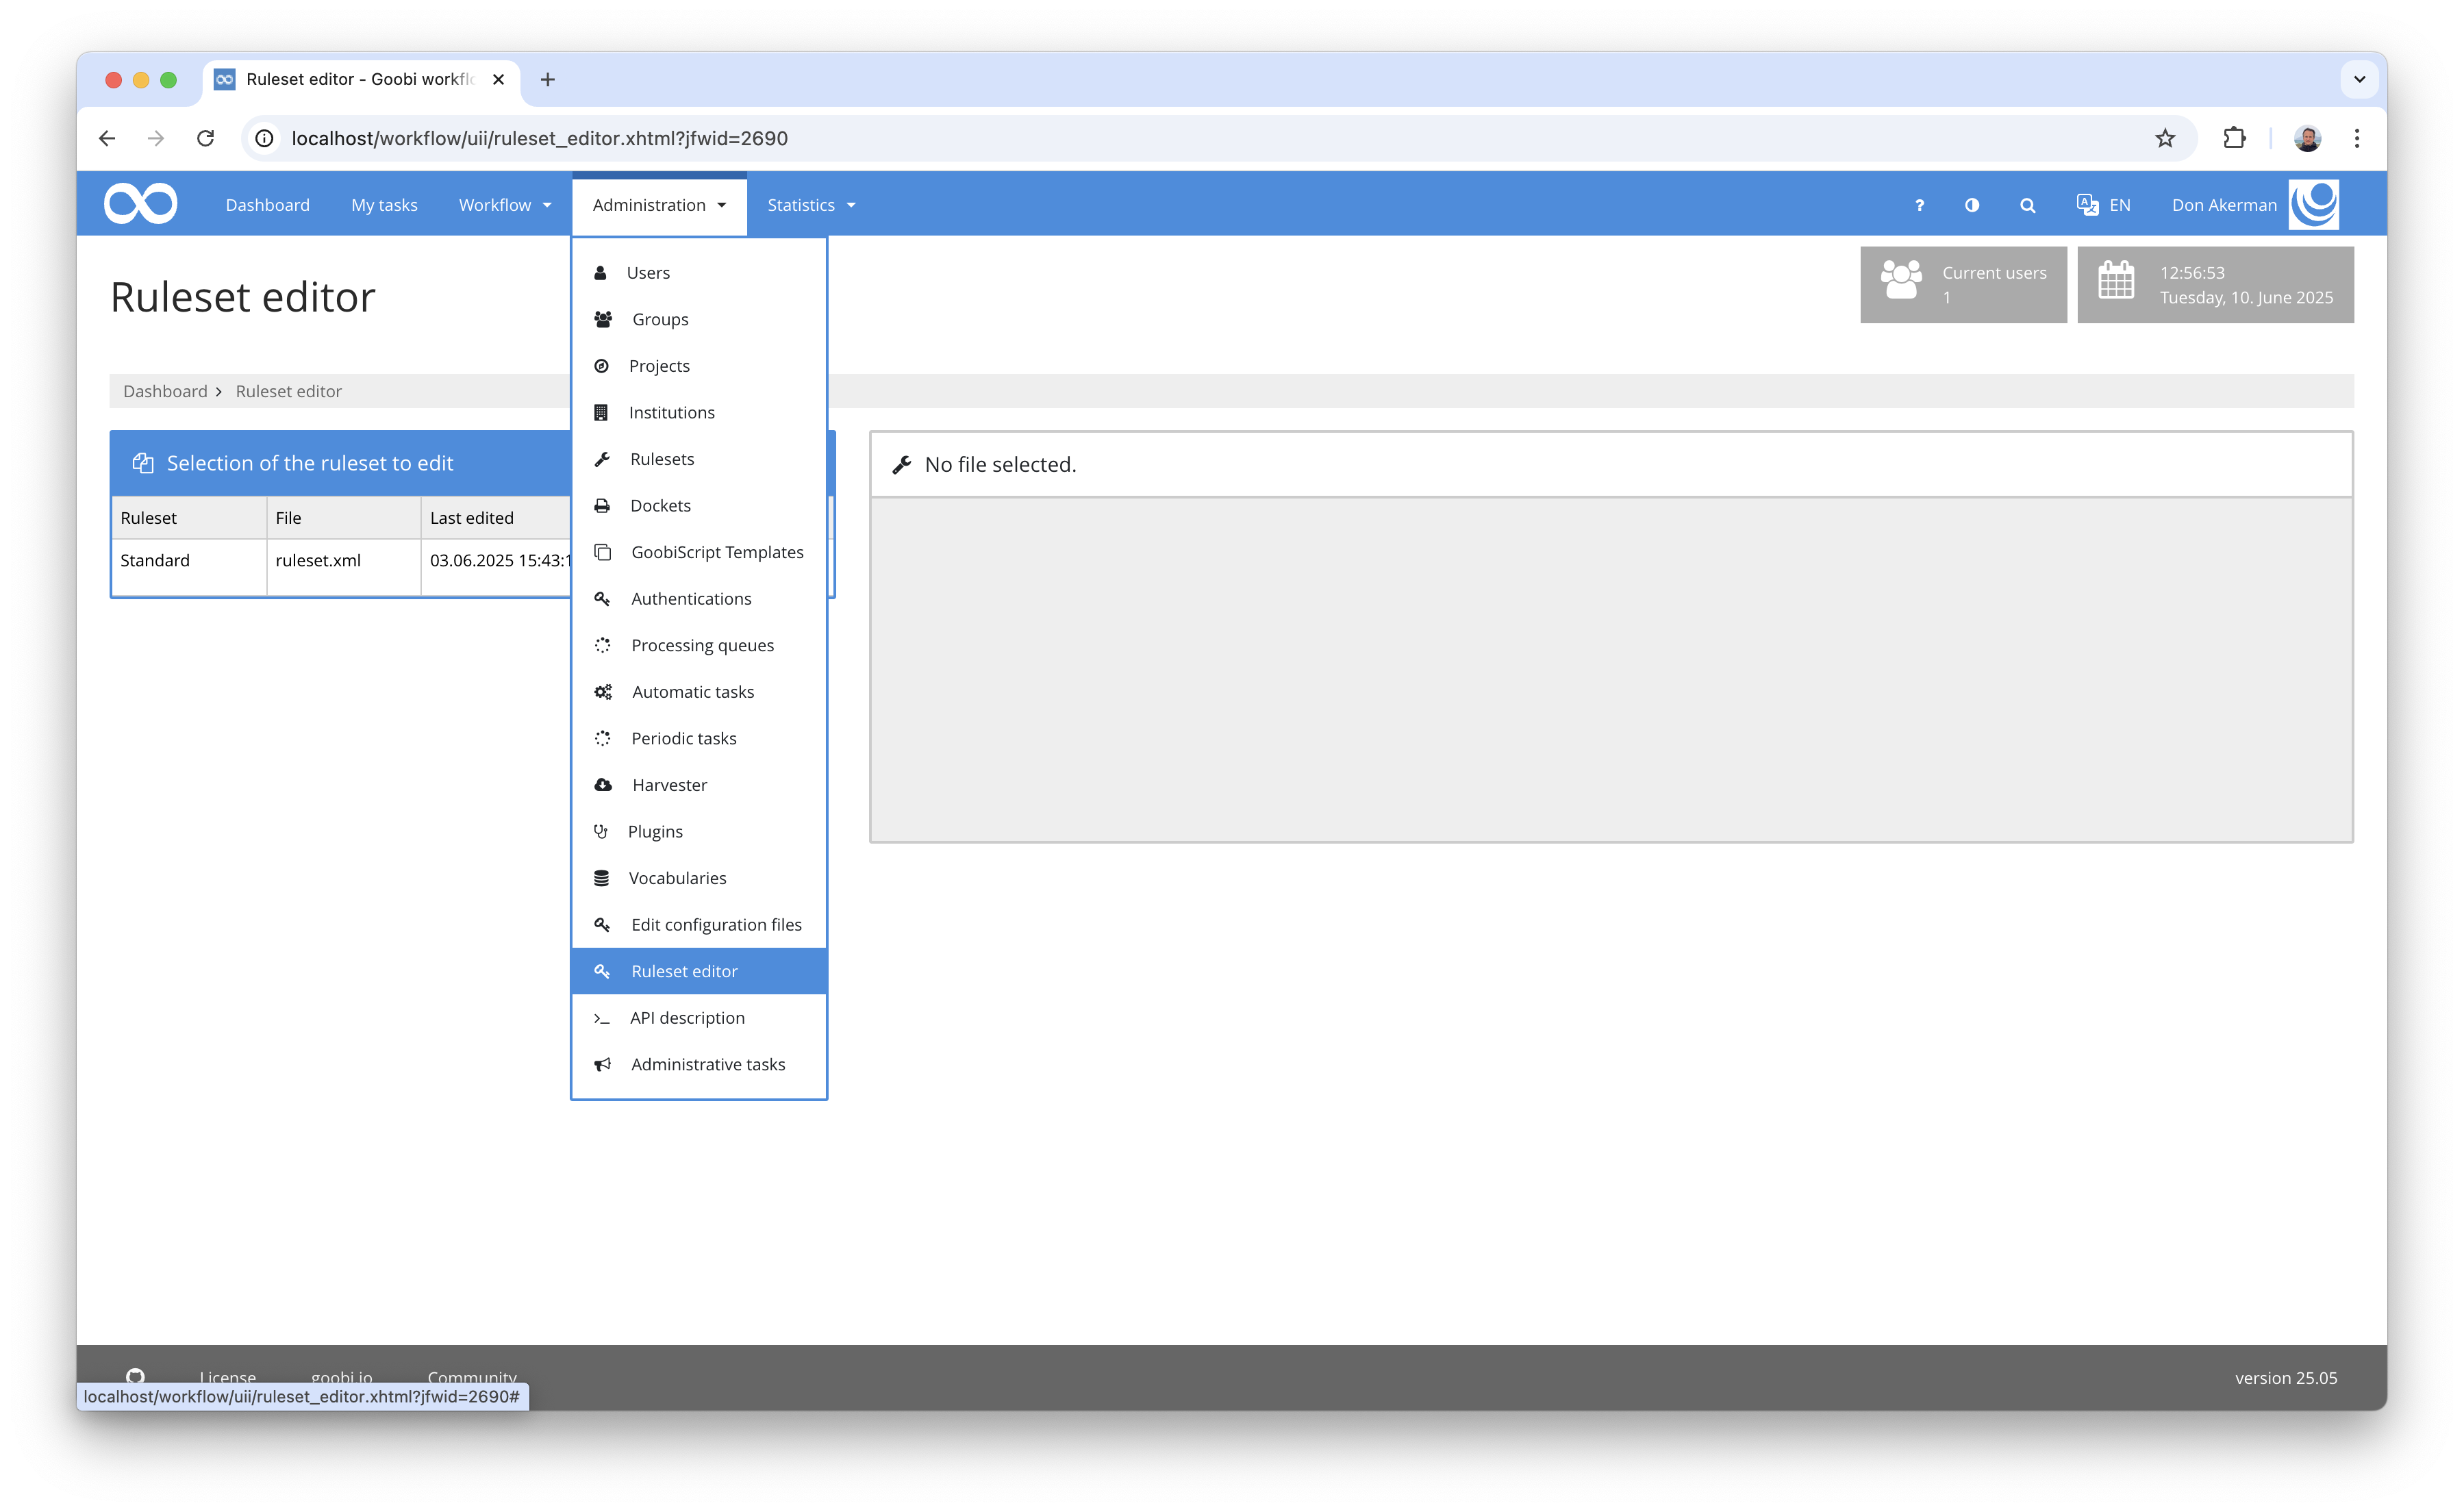 Ruleset editor - Goobi workflo
localhost/workflow/uii/ruleset_editor.xhtml?jfwid=2690
Dashboard
My tasks
Workflow
Administration
Statistics
?
EN
Don Akerman
Ruleset editor
Current users
1
12:56:53
Tuesday, 10. June 2025
Dashboard > Ruleset editor
Users
Groups
Projects
Institutions
Rulesets
Dockets
GoobiScript Templates
Authentications
Processing queues
Automatic tasks
Periodic tasks
Harvester
Plugins
Vocabularies
Edit configuration files
Ruleset editor
API description
Administrative tasks
Selection of the ruleset to edit
Ruleset File Last edited
Standard ruleset.xml 03.06.2025 15:43:1
No file selected.
License
goobi.io
Community
version 25.05
localhost/workflow/uii/ruleset_editor.xhtml?jfwid=2690#